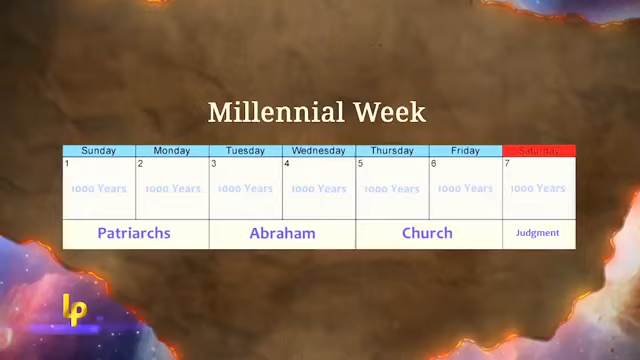 Millennial Week
Sunday Monday Tuesday Wednesday Thursday Friday Saturday
1 2 3 4 5 6 7
1000 Years 1000 Years 1000 Years 1000 Years 1000 Years 1000 Years 1000 Years
Patriarchs Abraham Church Judgment
lp